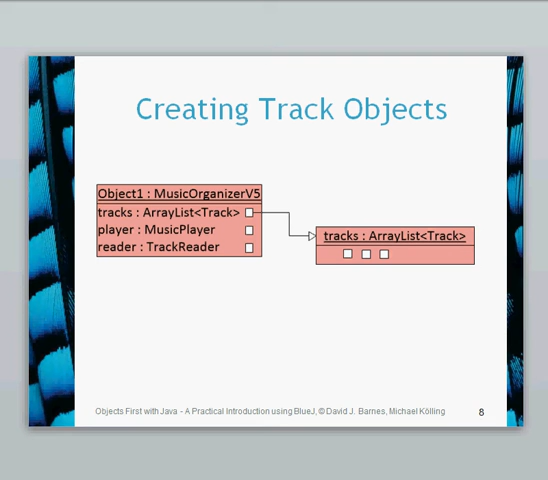 Creating Track Objects
Object1 : MusicOrganizerV5
tracks : ArrayList<Track>
player : MusicPlayer
reader : TrackReader
tracks : ArrayList<Track>
Objects First with Java - A Practical Introduction using BlueJ, © David J. Barnes, Michael Kölling
8